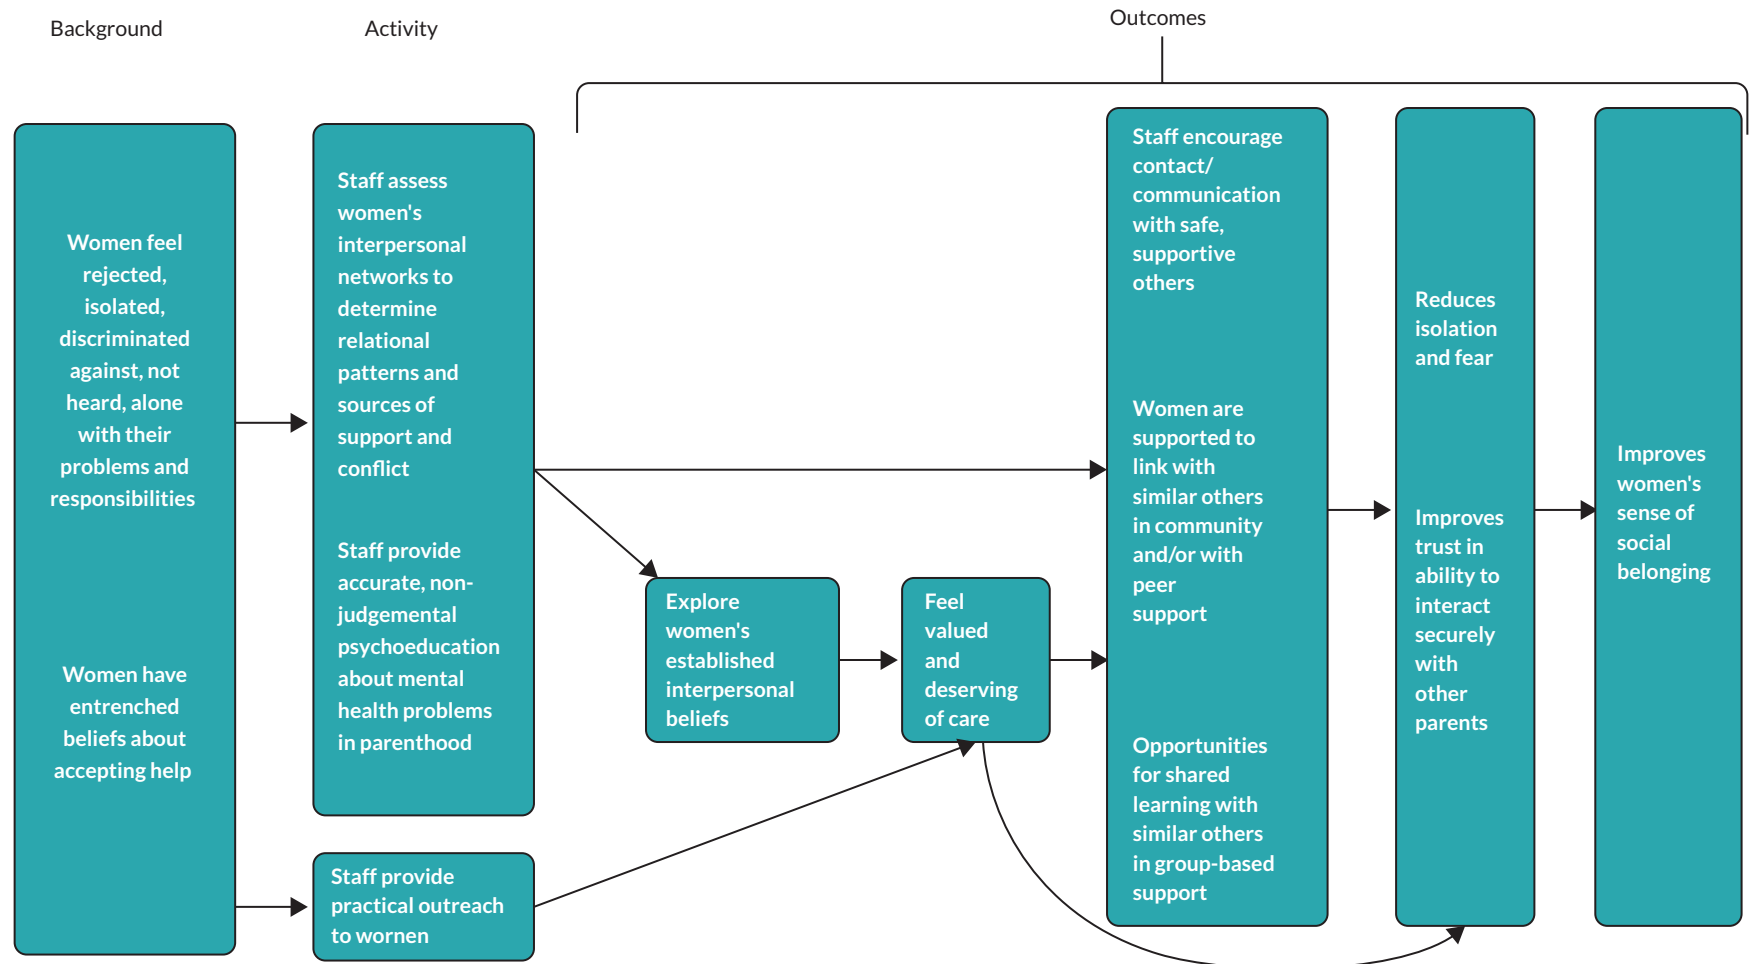 Background
Activity
Outcomes
Women feel
rejected,
isolated,
discriminated
against, not
heard, alone
with their
problems and
responsibilities
Women have
entrenched
beliefs about
accepting help
Staff assess
women's
interpersonal
networks to
determine
relational
patterns and
sources of
support and
conflict
Staff provide
accurate, non-
judgemental
psychoeducation
about mental
health problems
in parenthood
Staff provide
practical outreach
to wornen
Explore
women's
established
interpersonal
beliefs
Feel
valued
and
deserving
of care
Staff encourage
contact/
communication
with safe,
supportive
others
Women are
supported to
link with
similar others
in community
and/or with
peer
support
Opportunities
for shared
learning with
similar others
in group-based
support
Reduces
isolation
and fear
Improves
trust in
ability to
interact
securely
with
other
parents
Improves
women's
sense of
social
belonging